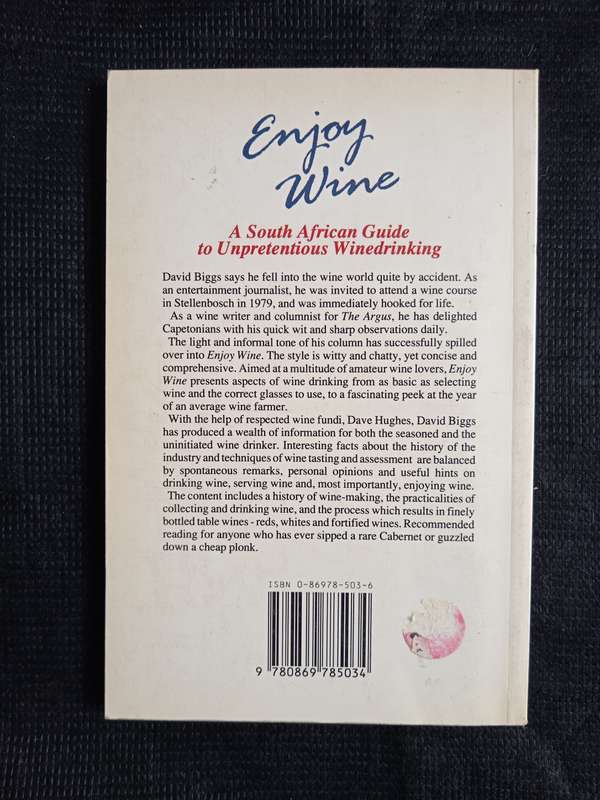 Enjoy
Wine
A South African Guide
to Unpretentious Winedrinking
David Biggs says he fell into the wine world quite by accident. As
an entertainment journalist, he was invited to attend a wine course
in Stellenbosch in 1979, and was immediately hooked for life.
As a wine writer and columnist for The Argus, he has delighted
Capetonians with his quick wit and sharp observations daily.
The light and informal tone of his column has successfully spilled
over into Enjoy Wine. The style is witty and chatty, yet concise and
comprehensive. Aimed at a multitude of amateur wine lovers, Enjoy
Wine presents aspects of wine drinking from as basic as selecting
wine and the correct glasses to use, to a fascinating peek at the year
of an average wine farmer.
With the help of respected wine fundi, Dave Hughes, David Biggs
has produced a wealth of information for both the seasoned and the
uninitiated wine drinker. Interesting facts about the history of the
industry and techniques of wine tasting and assessment are balanced
by spontaneous remarks, personal opinions and useful hints on
drinking wine, serving wine and, most importantly, enjoying wine.
The content includes a history of wine-making, the practicalities of
collecting and drinking wine, and the process which results in finely
bottled table wines - reds, whites and fortified wines. Recommended
reading for anyone who has ever sipped a rare Cabernet or guzzled
down a cheap plonk.
ISBN 0-86978-503-6
9 780869 785034